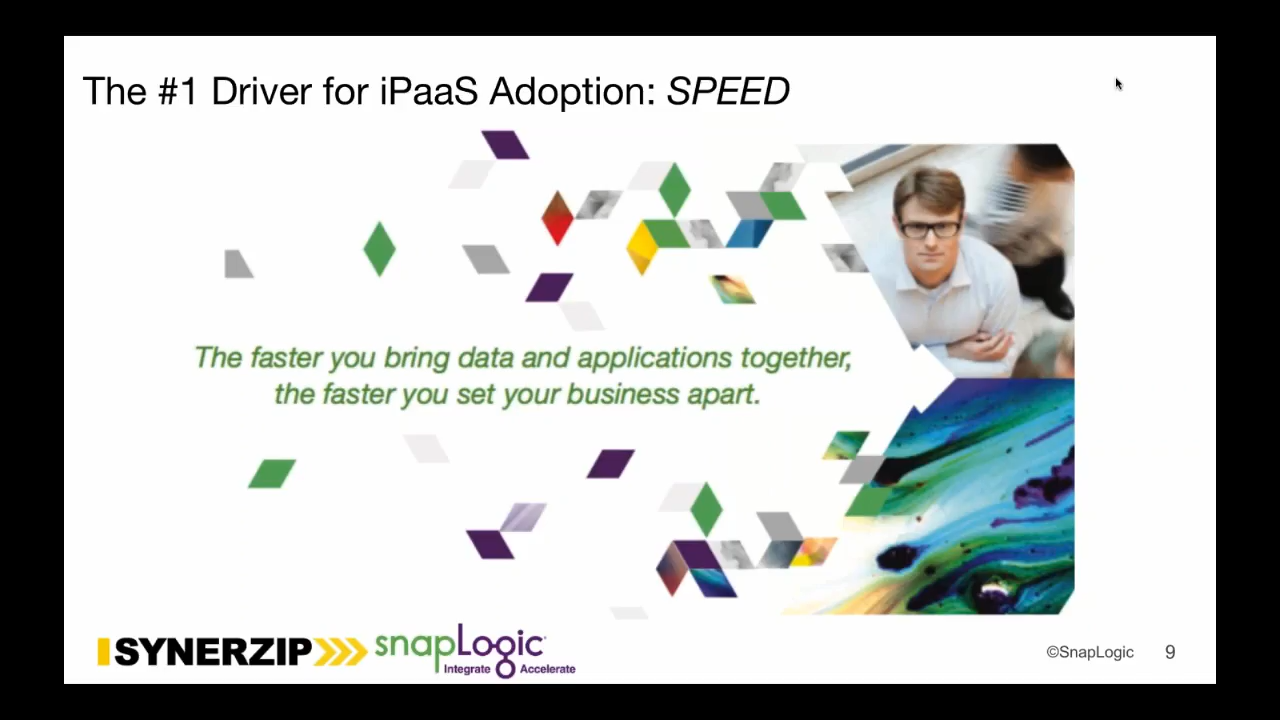 The #1 Driver for iPaaS Adoption: SPEED
The faster you bring data and applications together,
the faster you set your business apart.
SYNERZIP
snapLogic
Integrate Accelerate
©SnapLogic
9